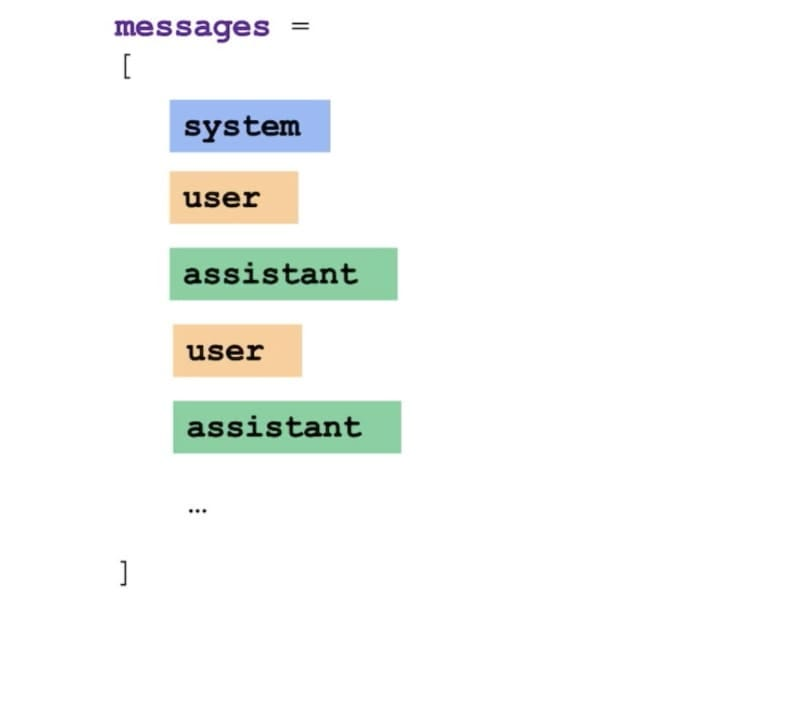 messages =
[
system
user
assistant
user
assistant
...
]